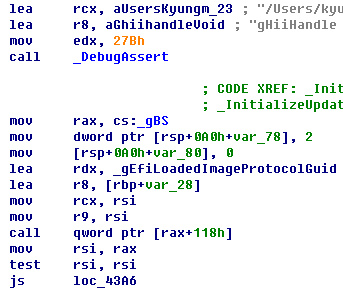 lea rcx, aUsersKyungm_23 ; "/Users/kyu
lea r8, aGhiihandleVoid ; "gHiiHandle
mov edx, 27Bh
call _DebugAssert
; CODE XREF: _Init
; _InitializeUpdat
mov rax, cs:_gBS
mov dword ptr [rsp+0A0h+var_78], 2
mov [rsp+0A0h+var_80], 0
lea rdx, _gEfiLoadedImageProtocolGuid
lea r8, [rbp+var_28]
mov rcx, rsi
mov r9, rsi
call qword ptr [rax+118h]
mov rsi, rax
test rsi, rsi
js loc_43A6